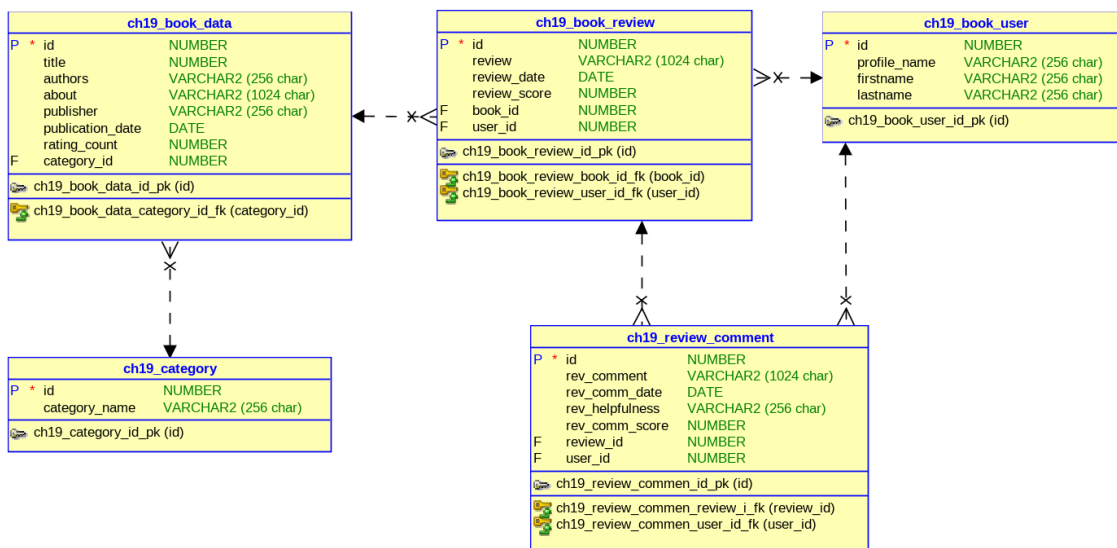 ch19_book_data
P * id NUMBER
title NUMBER
authors VARCHAR2 (256 char)
about VARCHAR2 (1024 char)
publisher VARCHAR2 (256 char)
publication_date DATE
rating_count NUMBER
F category_id NUMBER
ch19_book_data_id_pk (id)
ch19_book_data_category_id_fk (category_id)
ch19_book_review
P * id NUMBER
review VARCHAR2 (1024 char)
review_date DATE
review_score NUMBER
F book_id NUMBER
F user_id NUMBER
ch19_book_review_id_pk (id)
ch19_book_review_book_id_fk (book_id)
ch19_book_review_user_id_fk (user_id)
ch19_book_user
P * id NUMBER
profile_name VARCHAR2 (256 char)
firstname VARCHAR2 (256 char)
lastname VARCHAR2 (256 char)
ch19_book_user_id_pk (id)
ch19_category
P * id NUMBER
category_name VARCHAR2 (256 char)
ch19_category_id_pk (id)
ch19_review_comment
P * id NUMBER
rev_comment VARCHAR2 (1024 char)
rev_comm_date DATE
rev_helpfulness VARCHAR2 (256 char)
rev_comm_score NUMBER
F review_id NUMBER
F user_id NUMBER
ch19_review_commen_id_pk (id)
ch19_review_commen_review_i_fk (review_id)
ch19_review_commen_user_id_fk (user_id)